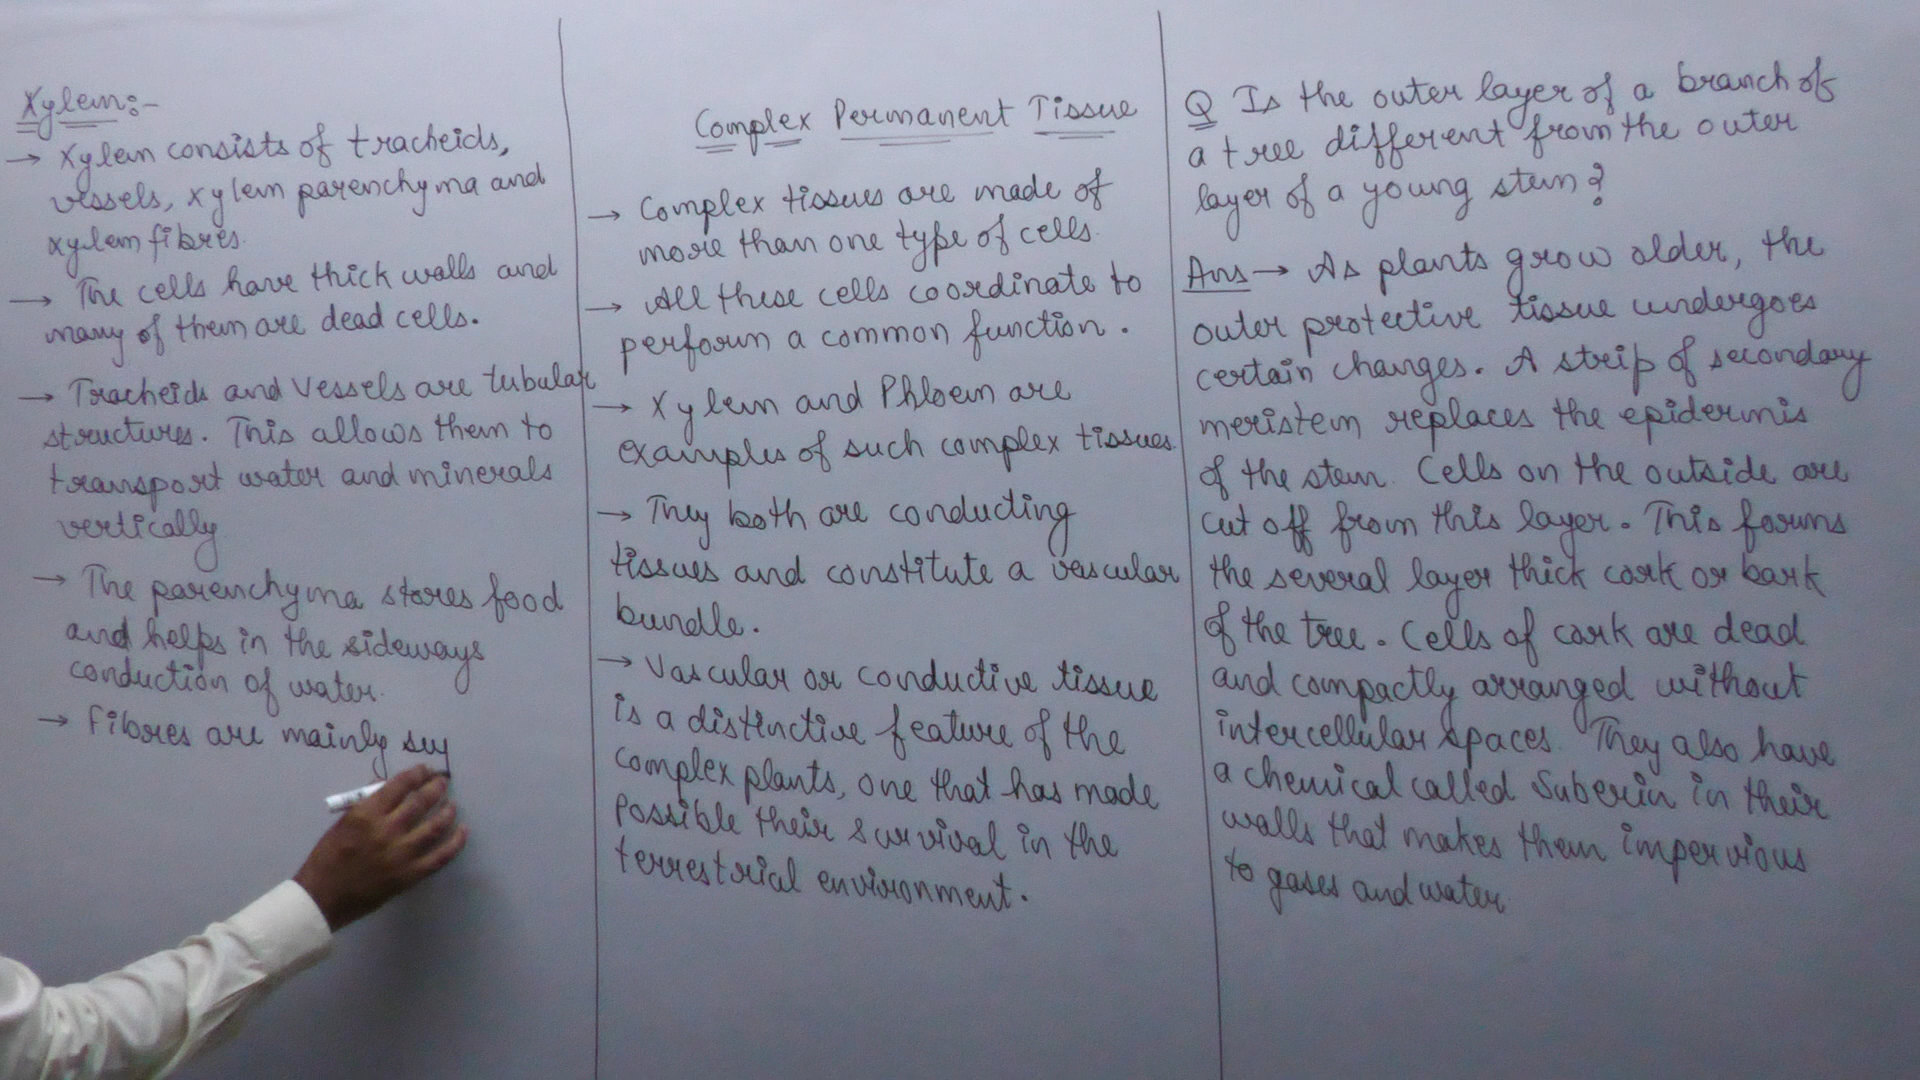 Xylem:-
→ Xylem consists of tracheids,
vessels, xylem parenchyma and
xylem fibres.
→ The cells have thick walls and
many of them are dead cells.
→ Tracheids and Vessels are tubular
structures. This allows them to
transport water and minerals
vertically
→ The parenchyma stores food
and helps in the sideways
conduction of water.
→ Fibres are mainly
Complex Permanent Tissue
→ Complex tissues are made of
more than one type of cells.
→ All these cells coordinate to
perform a common function.
→ Xylem and Phloem are
examples of such complex tissues.
→ They both are conducting
tissues and constitute a vascular
bundle.
→ Vascular or conductive tissue
is a distinctive feature of the
complex plants, one that has made
possible their survival in the
terrestrial environment.
Q Is the outer layer of a branch of
a tree different from the outer
layer of a young stem?
Ans → As plants grow older, the
outer protective tissue undergoes
certain changes. A strip of secondary
meristem replaces the epidermis
of the stem. Cells on the outside are
cut off from this layer. This forms
the several layer thick cork or bark
of the tree. Cells of cork are dead
and compactly arranged without
intercellular spaces. They also have
a chemical called Suberin in their
walls that makes them impervious
to gases and water.